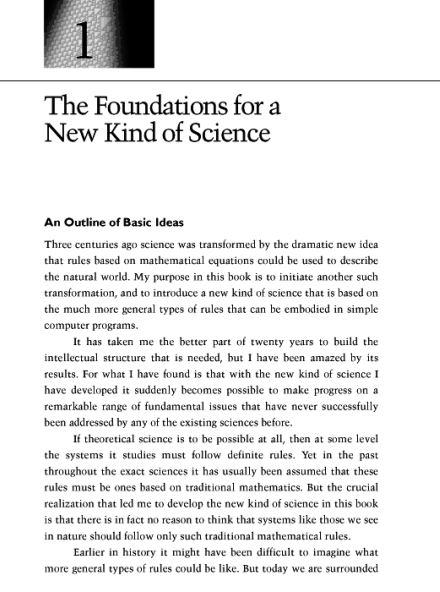 1
The Foundations for a
New Kind of Science
An Outline of Basic Ideas
Three centuries ago science was transformed by the dramatic new idea
that rules based on mathematical equations could be used to describe
the natural world. My purpose in this book is to initiate another such
transformation, and to introduce a new kind of science that is based on
the much more general types of rules that can be embodied in simple
computer programs.
It has taken me the better part of twenty years to build the
intellectual structure that is needed, but I have been amazed by its
results. For what I have found is that with the new kind of science I
have developed it suddenly becomes possible to make progress on a
remarkable range of fundamental issues that have never successfully
been addressed by any of the existing sciences before.
If theoretical science is to be possible at all, then at some level
the systems it studies must follow definite rules. Yet in the past
throughout the exact sciences it has usually been assumed that these
rules must be ones based on traditional mathematics. But the crucial
realization that led me to develop the new kind of science in this book
is that there is in fact no reason to think that systems like those we see
in nature should follow only such traditional mathematical rules.
Earlier in history it might have been difficult to imagine what
more general types of rules could be like. But today we are surrounded